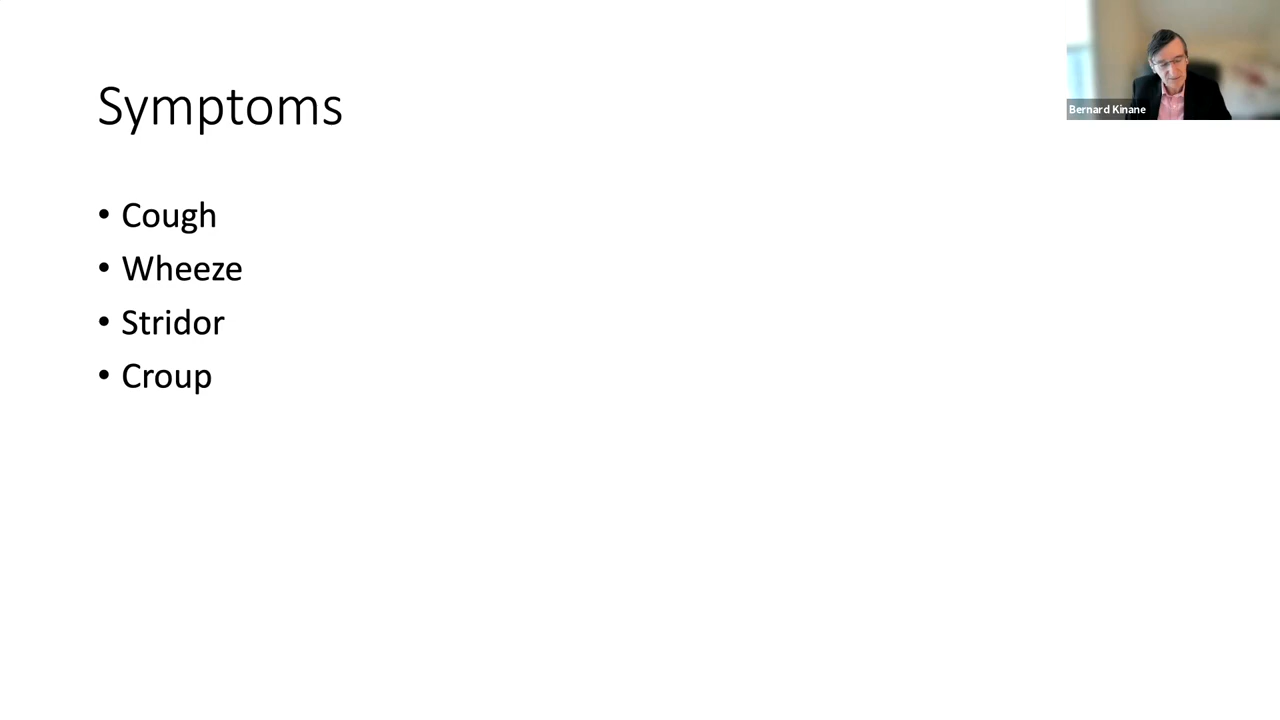 Symptoms
Bernard Kinane
• Cough
• Wheeze
• Stridor
• Croup